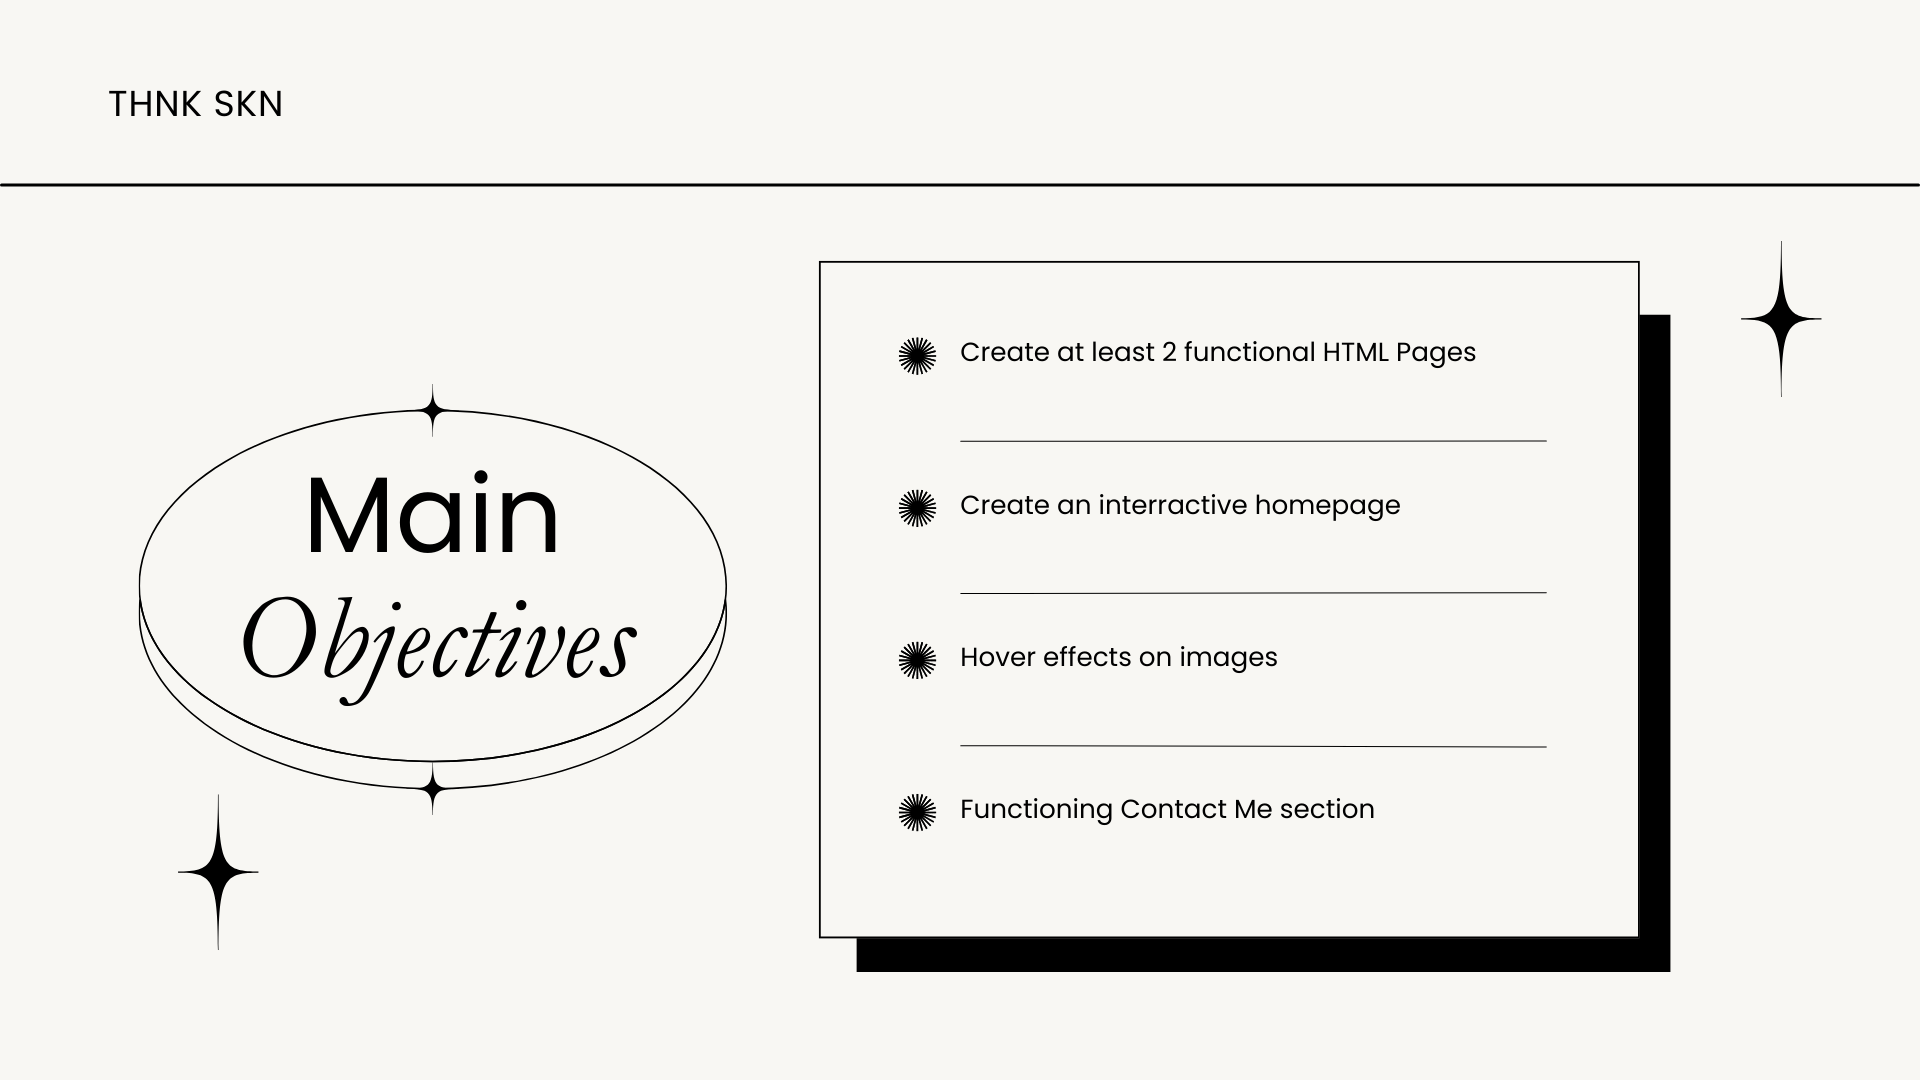 THNK SKN
Main
Objectives
Create at least 2 functional HTML Pages
Create an interractive homepage
Hover effects on images
Functioning Contact Me section